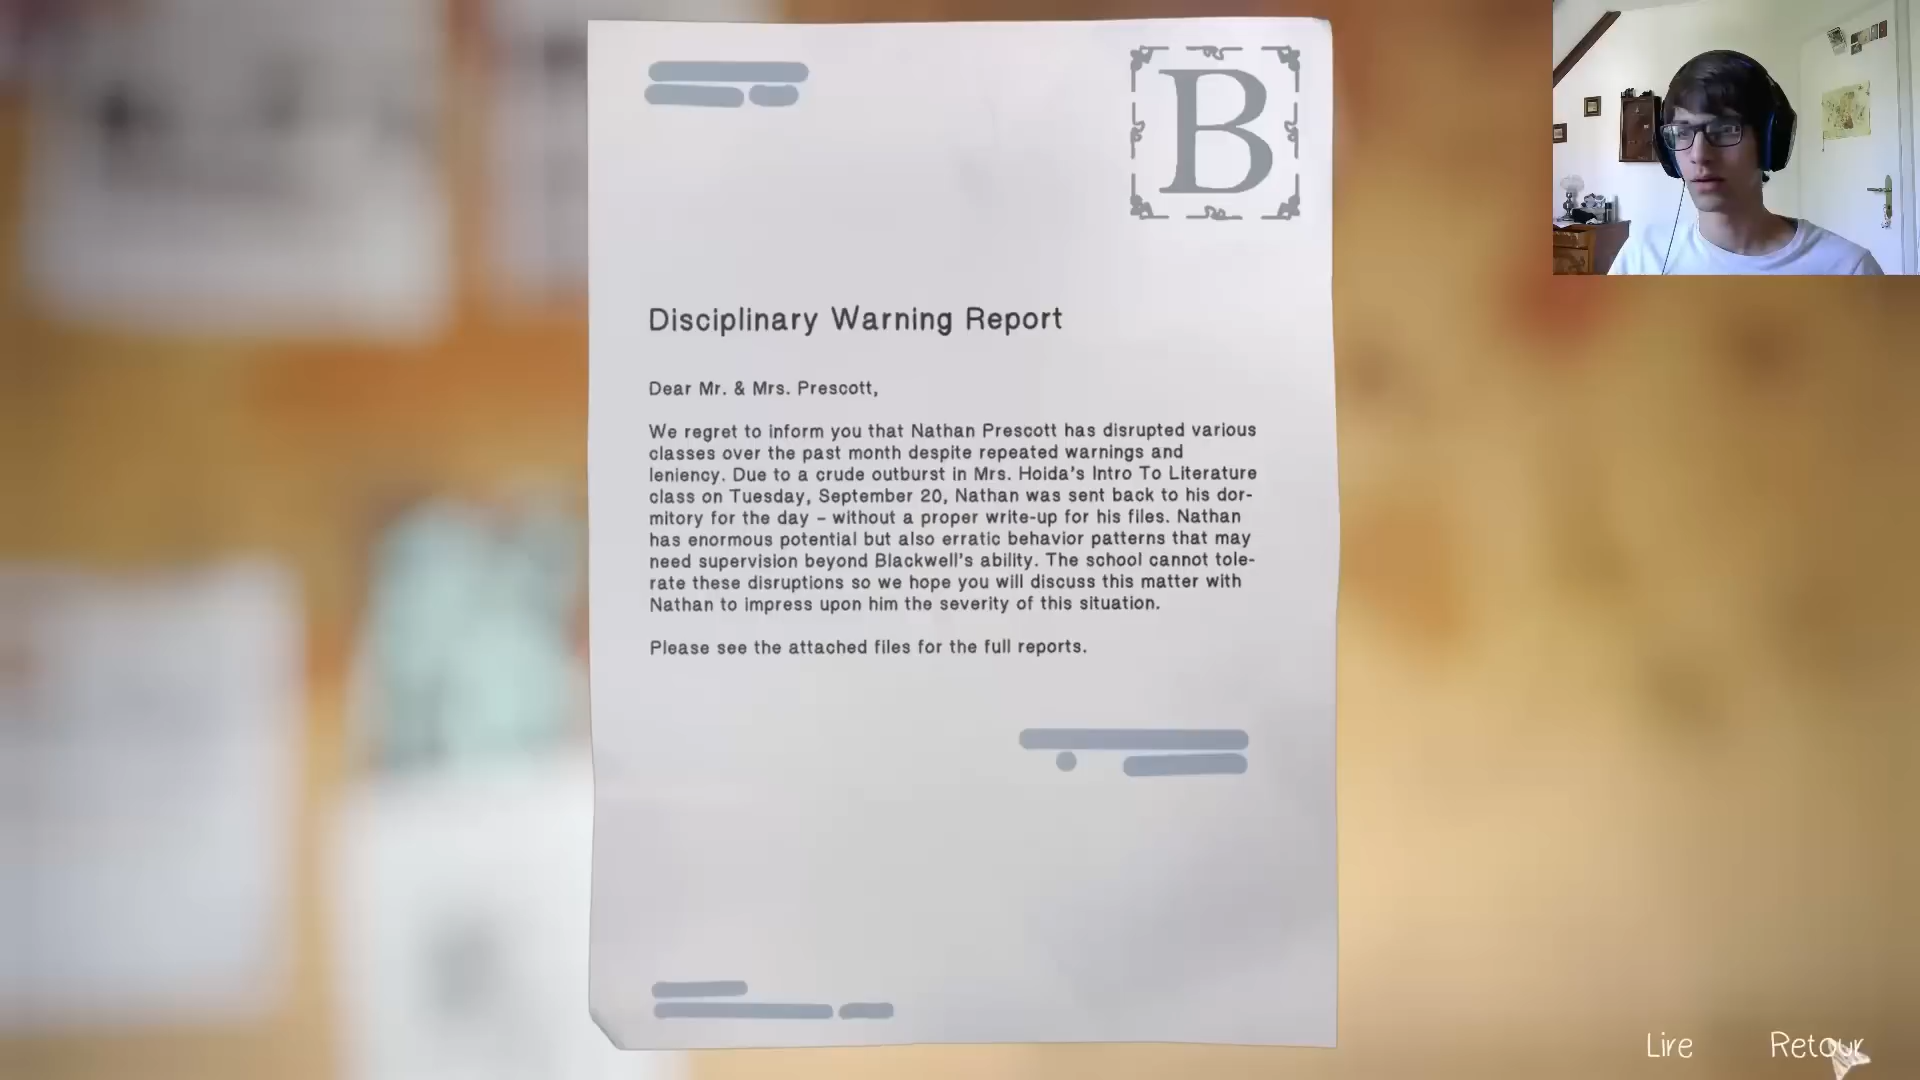 B
Disciplinary Warning Report
Dear Mr. & Mrs. Prescott,
We regret to inform you that Nathan Prescott has disrupted various
classes over the past month despite repeated warnings and
leniency. Due to a crude outburst in Mrs. Hoida's Intro To Literature
class on Tuesday, September 20, Nathan was sent back to his dor-
mitory for the day – without a proper write-up for his files. Nathan
has enormous potential but also erratic behavior patterns that may
need supervision beyond Blackwell's ability. The school cannot tole-
rate these disruptions so we hope you will discuss this matter with
Nathan to impress upon him the severity of this situation.
Please see the attached files for the full reports.
Lire Retour